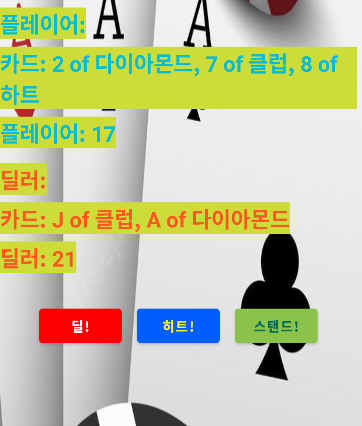 플레이어:
카드: 2 of 다이아몬드, 7 of 클럽, 8 of
하트
플레이어: 17
딜러:
카드: J of 클럽, A of 다이아몬드
딜러: 21
딜! 히트! 스탠드!